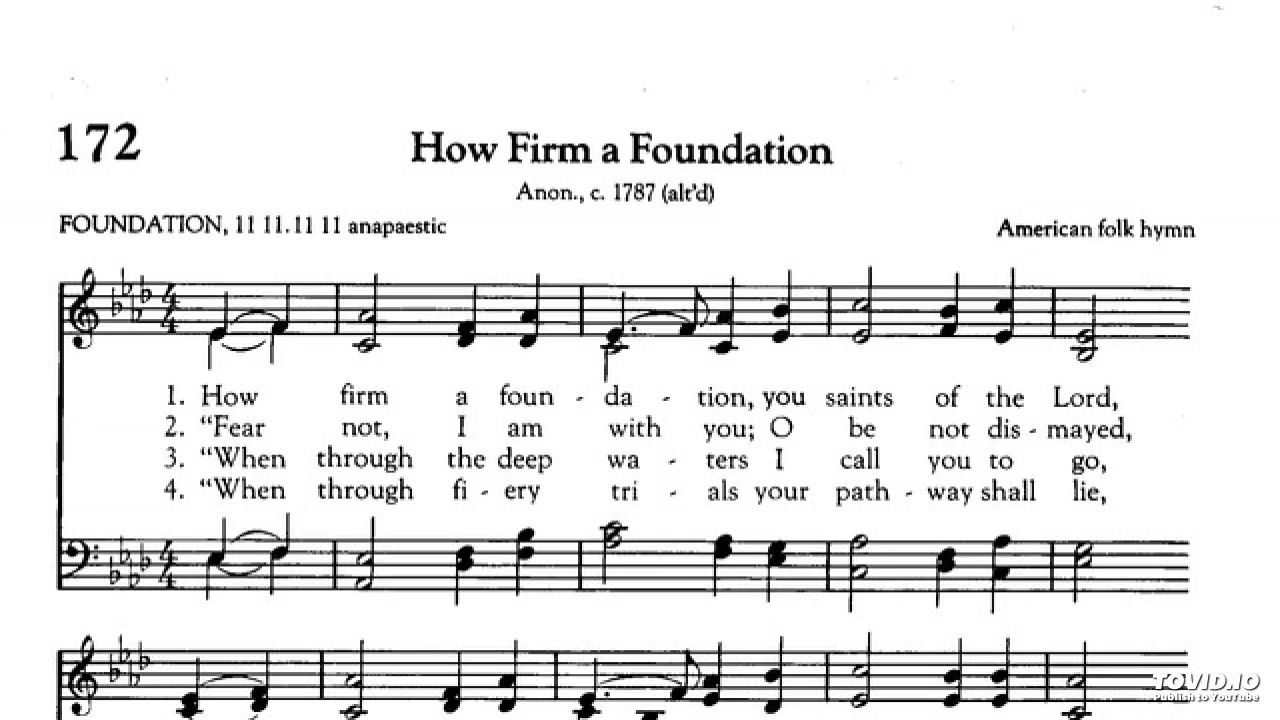 172
How Firm a Foundation
Anon., c. 1787 (alt'd)
FOUNDATION, 11 11.11 11 anapaestic
American folk hymn
1. How firm a foun - da - tion, you saints of the Lord,
2. “Fear not, I am with you; O be not dis - mayed,
3. “When through the deep wa - ters I call you to go,
4. “When through fi - ery tri - als your path - way shall lie,
TOVID.IO
Publish to YouTube